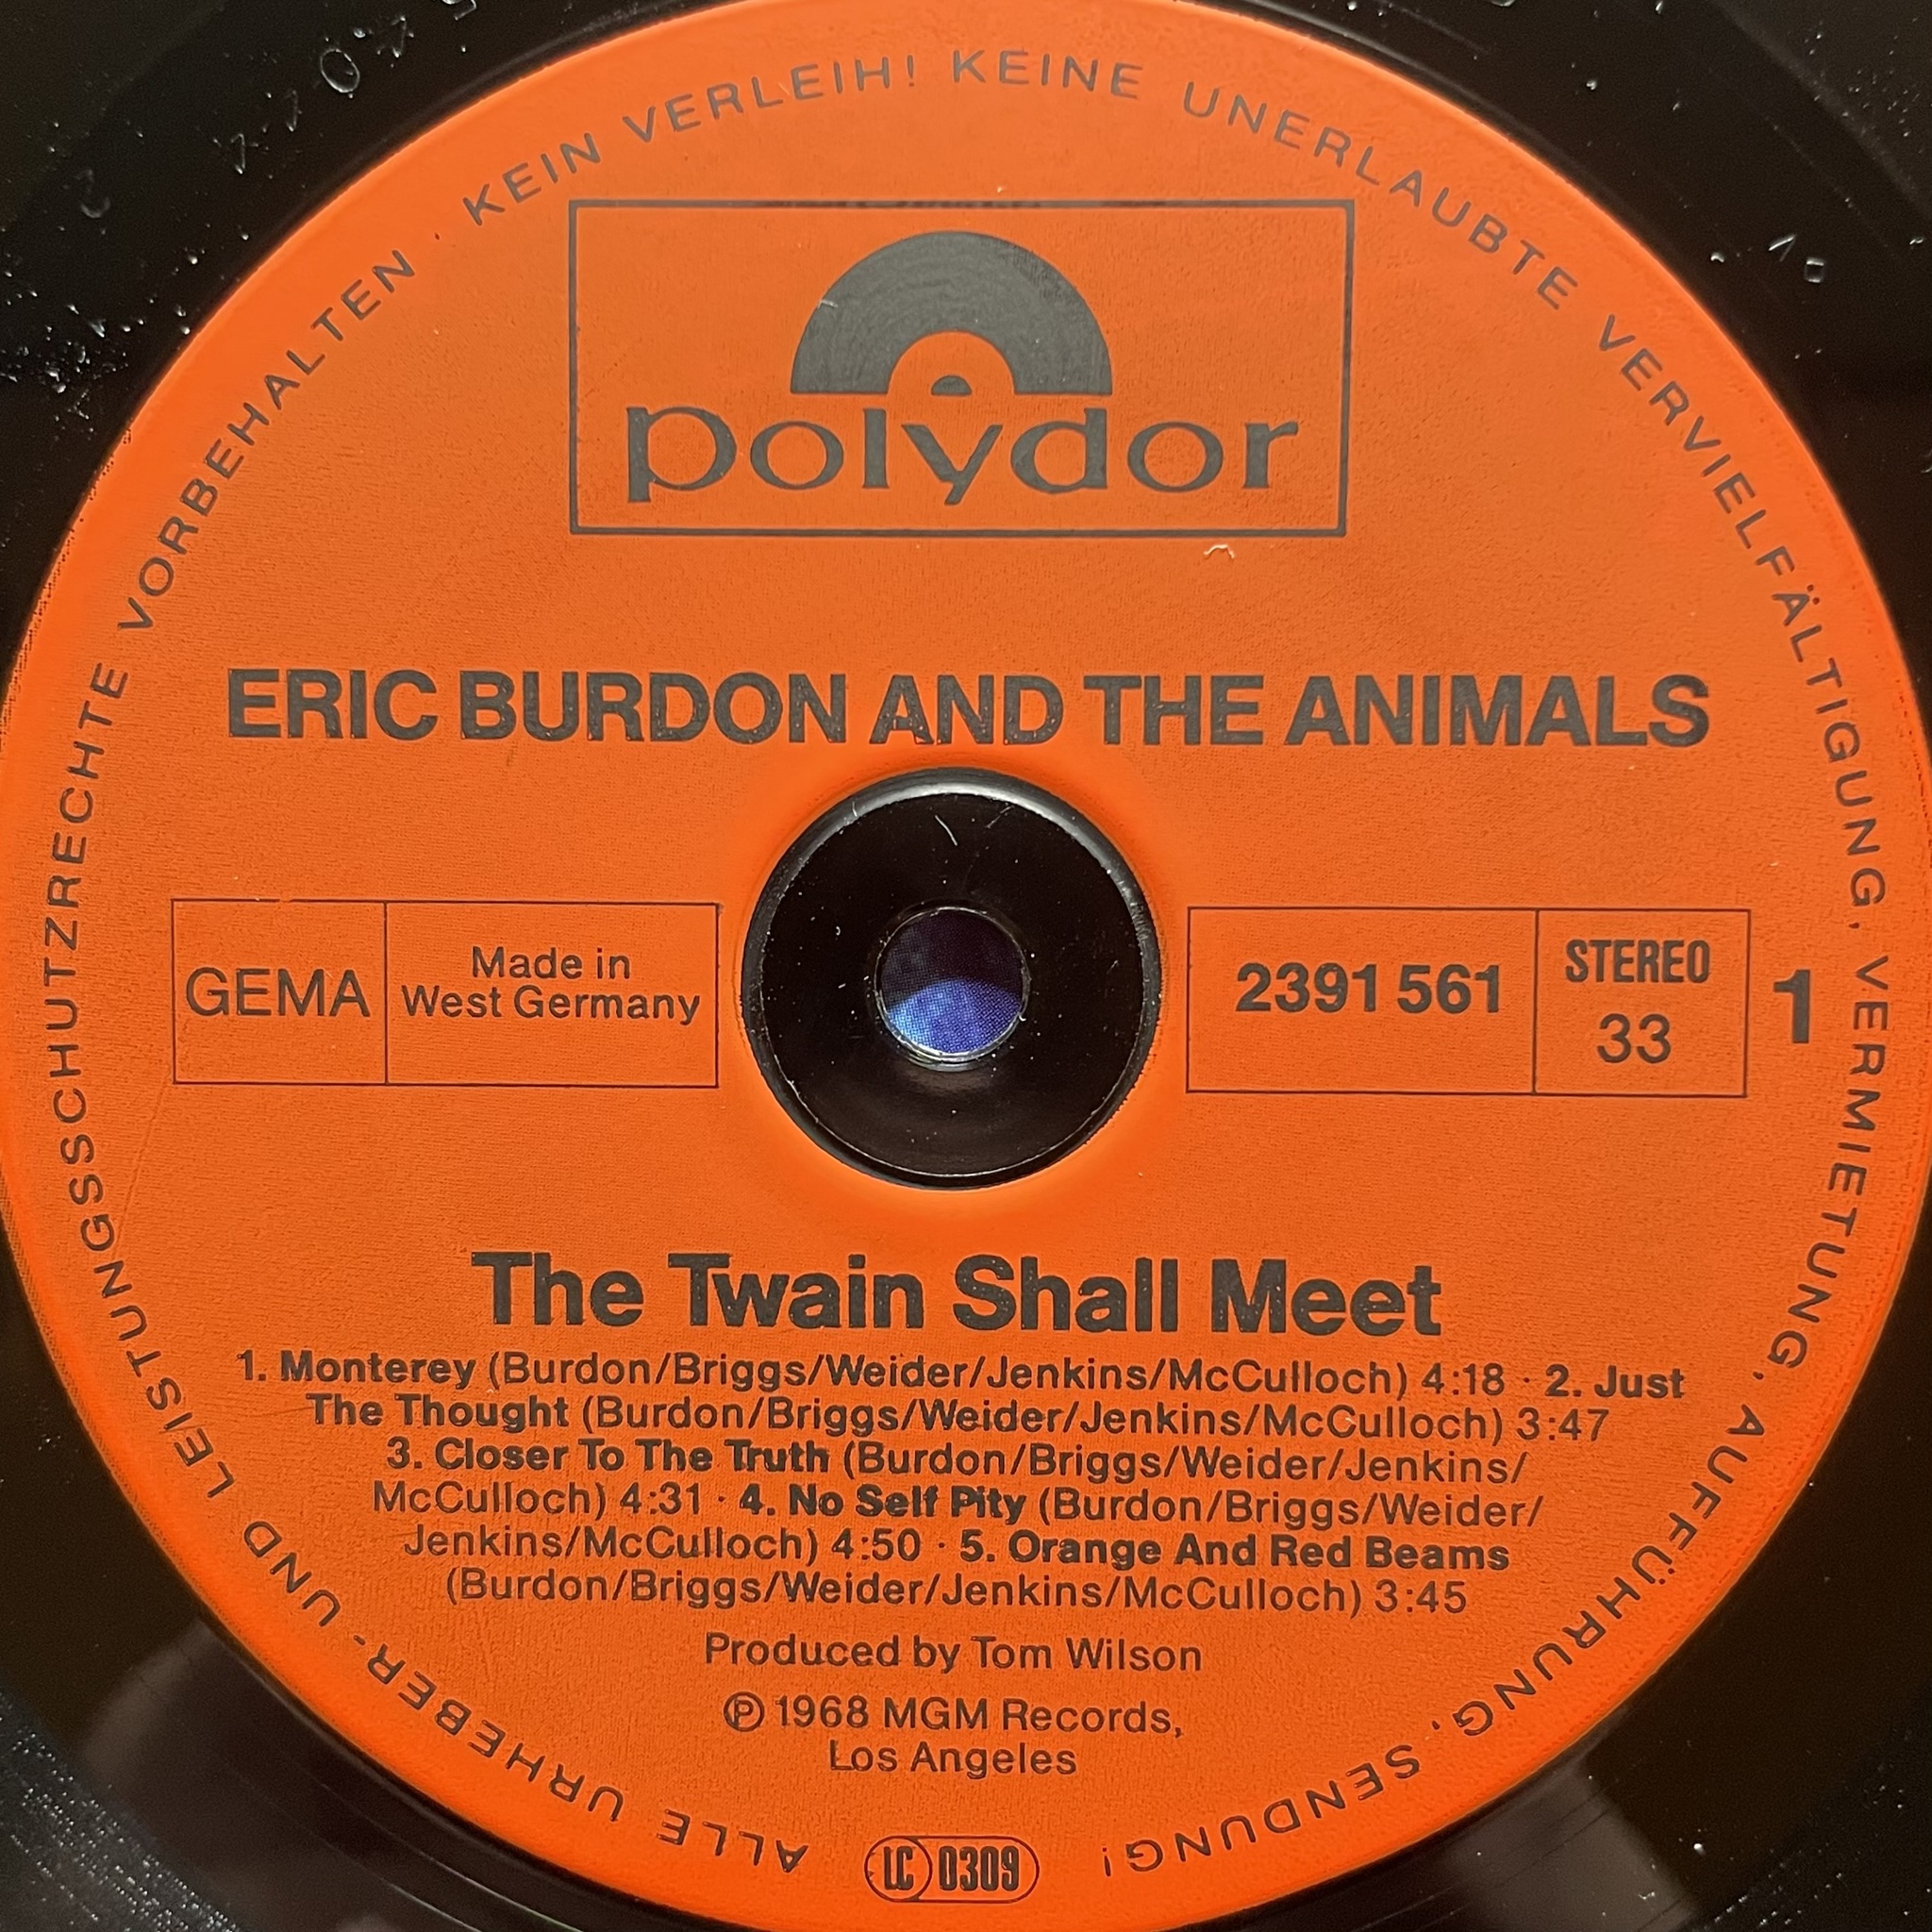 ALLE URHEBER- UND LEISTUNGSSCHUTZRECHTE VORBEHALTEN · KEIN VERLEIH! KEINE UNERLAUBTE VERVIELFÄLTIGUNG, VERMIETUNG, AUFFÜHRUNG, SENDUNG!
polydor
ERIC BURDON AND THE ANIMALS
GEMA
Made in
West Germany
2391 561
STEREO
33
1
The Twain Shall Meet
1. Monterey (Burdon/Briggs/Weider/Jenkins/McCulloch) 4:18 · 2. Just
The Thought (Burdon/Briggs/Weider/Jenkins/McCulloch) 3:47
3. Closer To The Truth (Burdon/Briggs/Weider/Jenkins/
McCulloch) 4:31 · 4. No Self Pity (Burdon/Briggs/Weider/
Jenkins/McCulloch) 4:50 · 5. Orange And Red Beams
(Burdon/Briggs/Weider/Jenkins/McCulloch) 3:45
Produced by Tom Wilson
℗ 1968 MGM Records,
Los Angeles
LC 0309